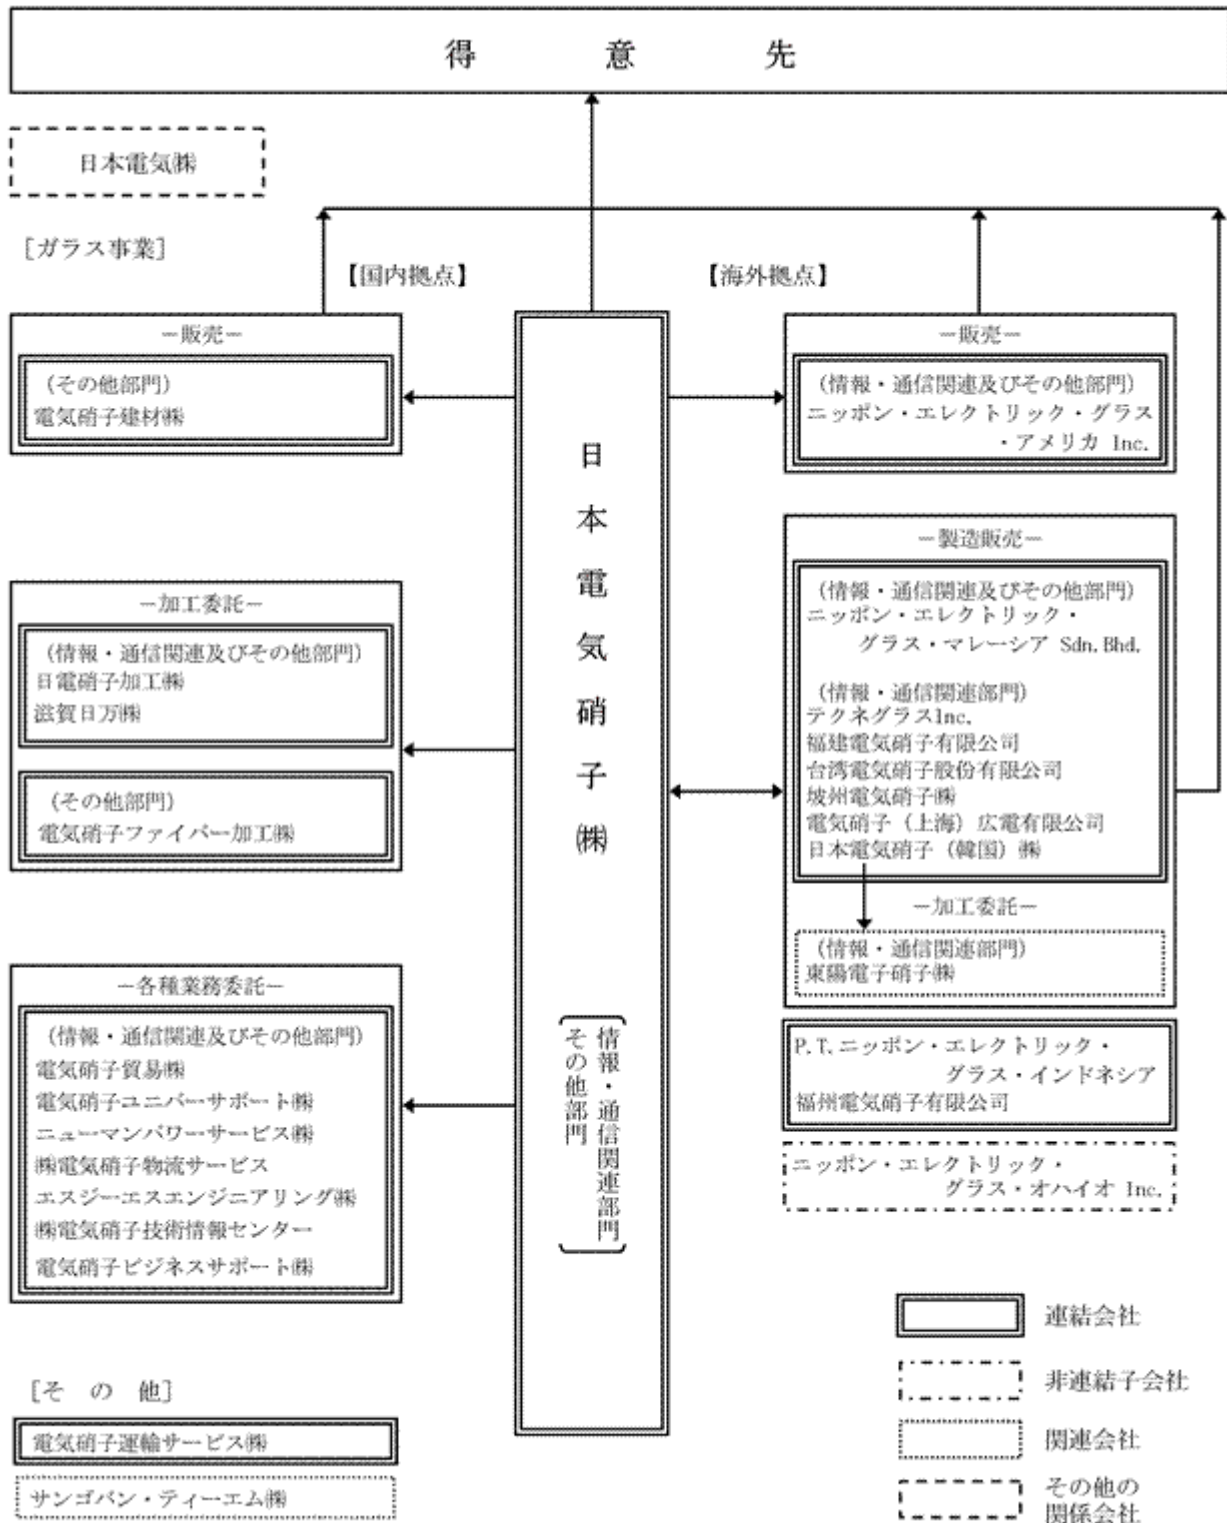 得意先
日本電気㈱
［ガラス事業］
【国内拠点】
【海外拠点】
－販売－
（その他部門）
電気硝子建材㈱
－加工委託－
（情報・通信関連及びその他部門）
日電硝子加工㈱
滋賀日万㈱
（その他部門）
電気硝子ファイバー加工㈱
－各種業務委託－
（情報・通信関連及びその他部門）
電気硝子貿易㈱
電気硝子ユニバーサポート㈱
ニューマンパワーサービス㈱
㈱電気硝子物流サービス
エスジーエスエンジニアリング㈱
㈱電気硝子技術情報センター
電気硝子ビジネスサポート㈱
［その他］
電気硝子運輸サービス㈱
サンゴバン・ティーエム㈱
日本電気硝子㈱
情報・通信関連部門
その他部門
－販売－
（情報・通信関連及びその他部門）
ニッポン・エレクトリック・グラス
・アメリカ Inc.
－製造販売－
（情報・通信関連及びその他部門）
ニッポン・エレクトリック・
グラス・マレーシア Sdn.Bhd.
（情報・通信関連部門）
テクネグラスInc.
福建電気硝子有限公司
台湾電気硝子股份有限公司
坡州電気硝子㈱
電気硝子（上海）広電有限公司
日本電気硝子（韓国）㈱
－加工委託－
（情報・通信関連部門）
東陽電子硝子㈱
P.T.ニッポン・エレクトリック・
グラス・インドネシア
福州電気硝子有限公司
ニッポン・エレクトリック・
グラス・オハイオ Inc.
連結会社
非連結子会社
関連会社
その他の
関係会社